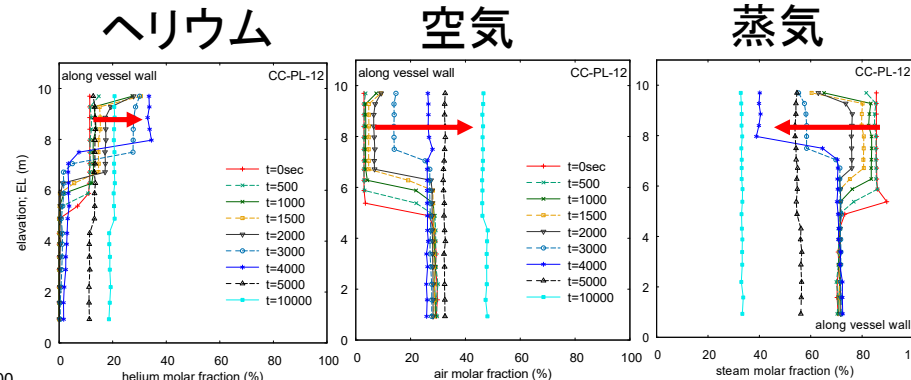 ヘリウム
空気
蒸気
along vessel wall CC-PL-12
elavation; EL (m)
10
8
6
4
2
0
t=0sec
t=500
t=1000
t=1500
t=2000
t=3000
t=4000
t=5000
t=10000
0 20 40 60 80 100
helium molar fraction (%)
along vessel wall CC-PL-12
10
8
6
4
2
0
t=0sec
t=500
t=1000
t=1500
t=2000
t=3000
t=4000
t=5000
t=10000
0 20 40 60 80 100
air molar fraction (%)
CC-PL-12
10
8
6
4
2
0
along vessel wall
0 20 40 60 80
steam molar fraction (%)
00